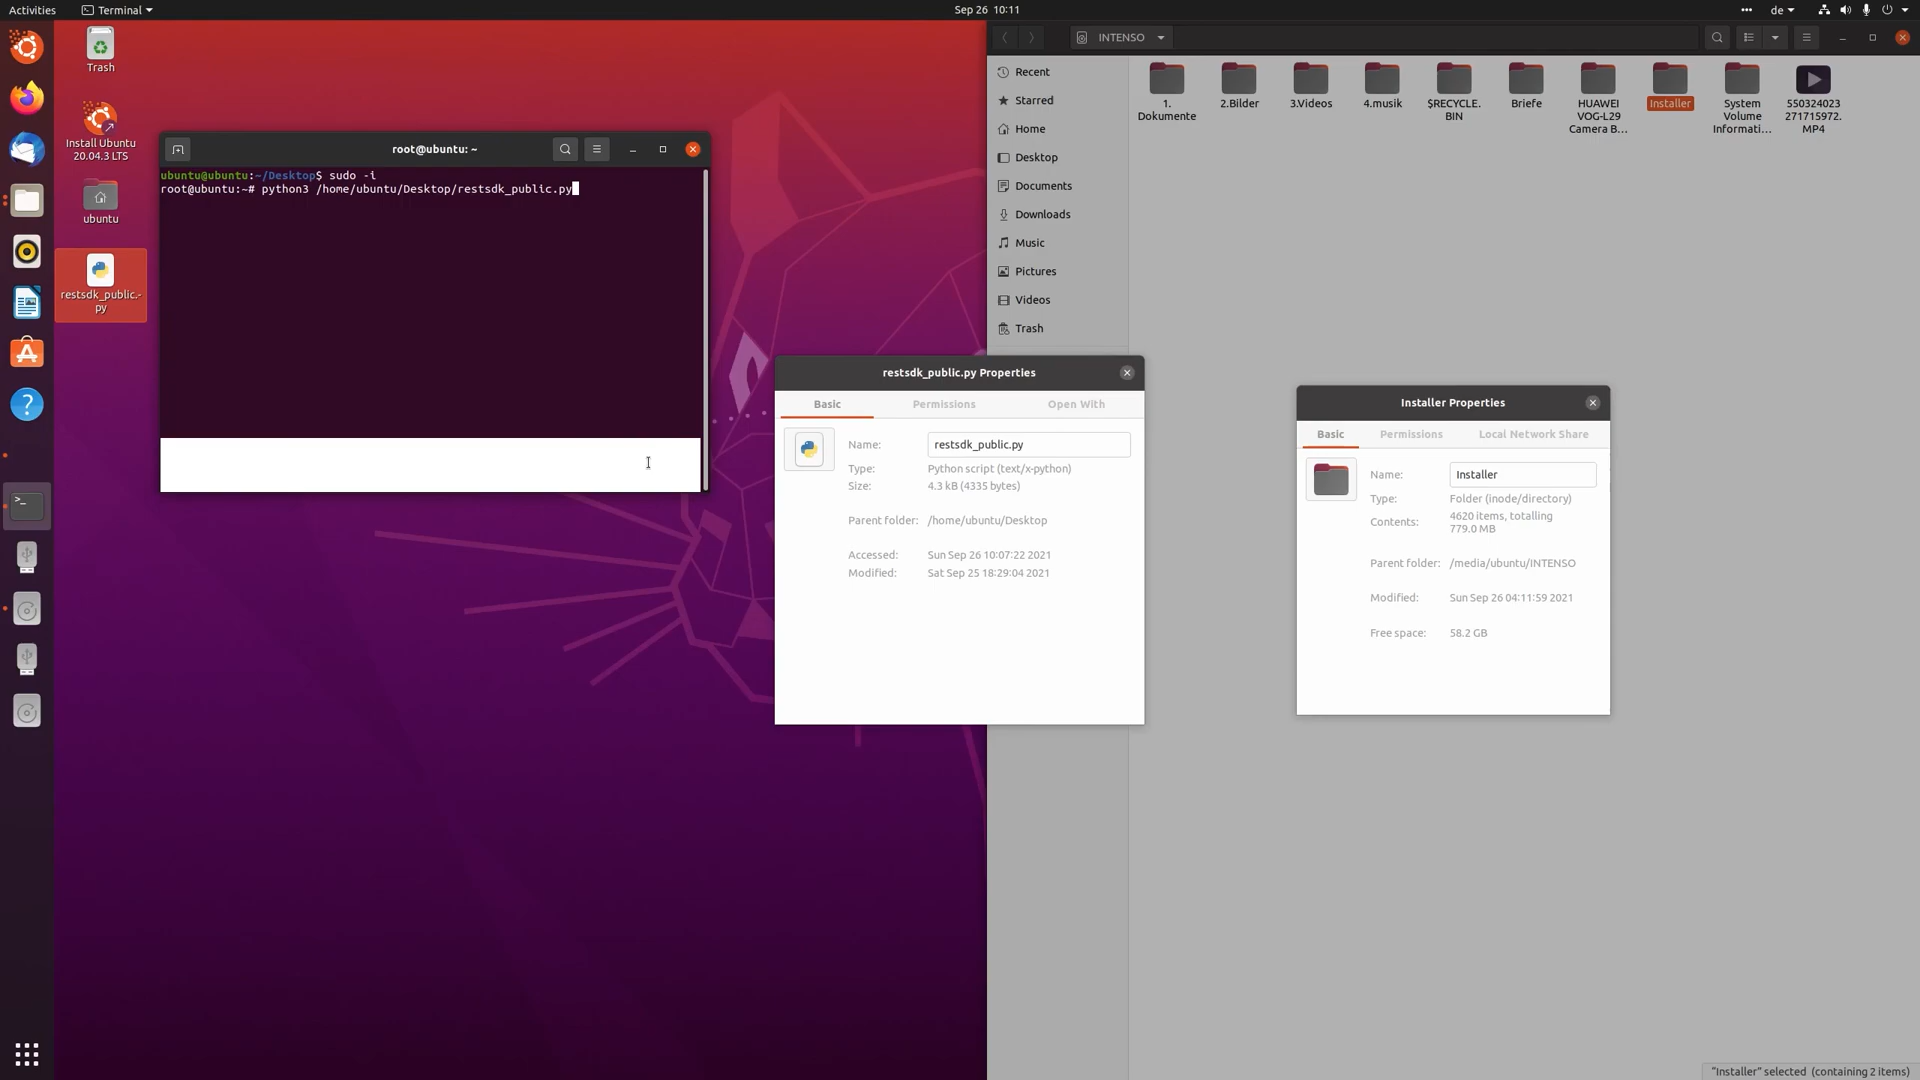 Activities
Terminal
Sep 26 10:11
de
Trash
Install Ubuntu
20.04.3 LTS
ubuntu
restsdk_public.-
py
root@ubuntu: ~
ubuntu@ubuntu:~/Desktop$ sudo -i
root@ubuntu:~# python3 /home/ubuntu/Desktop/restsdk_public.py
INTENSO
Recent
Starred
Home
Desktop
Documents
Downloads
Music
Pictures
Videos
Trash
1.
Dokumente
2.Bilder
3.Videos
4.musik
$RECYCLE.
BIN
Briefe
HUAWEI
VOG-L29
Camera B...
Installer
System
Volume
Informati...
550324023
271715972.
MP4
restsdk_public.py Properties
Basic
Permissions
Open With
Name: restsdk_public.py
Type: Python script (text/x-python)
Size: 4.3 kB (4335 bytes)
Parent folder: /home/ubuntu/Desktop
Accessed: Sun Sep 26 10:07:22 2021
Modified: Sat Sep 25 18:29:04 2021
Installer Properties
Basic
Permissions
Local Network Share
Name: Installer
Type: Folder (inode/directory)
Contents: 4620 items, totalling
779.0 MB
Parent folder: /media/ubuntu/INTENSO
Modified: Sun Sep 26 04:11:59 2021
Free space: 58.2 GB
"Installer" selected (containing 2 items)